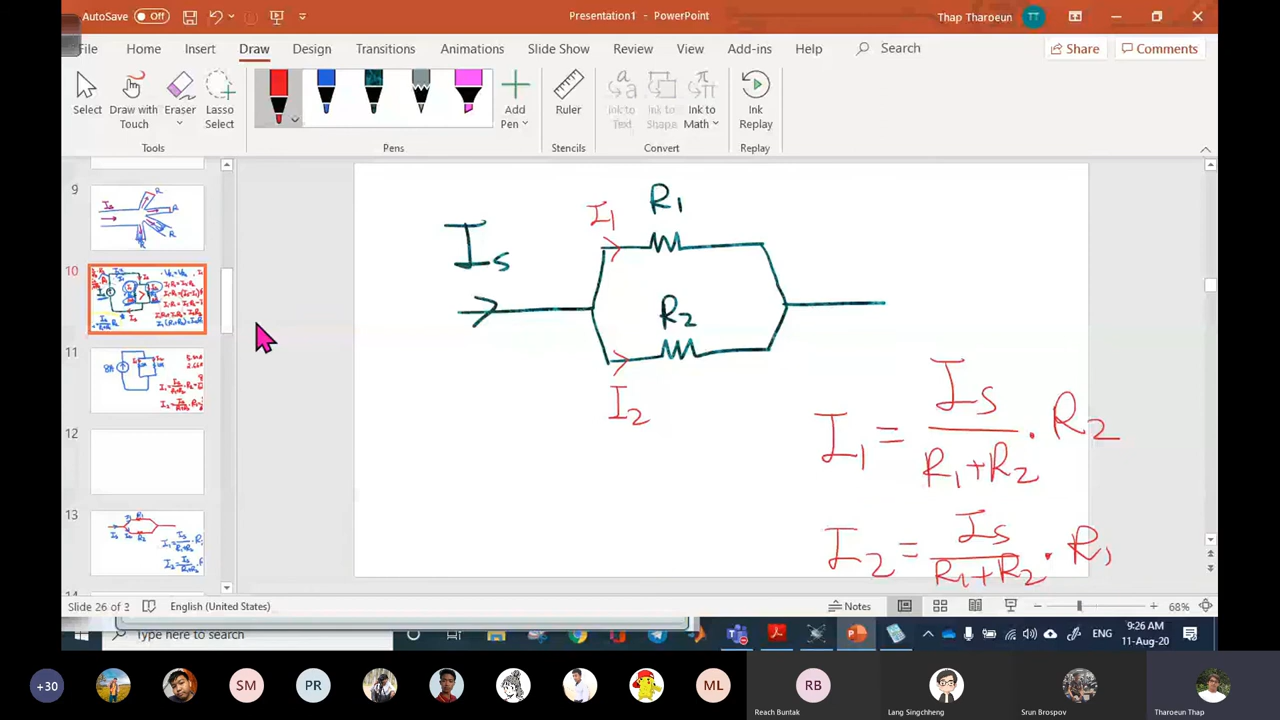 AutoSave Off Presentation1 - PowerPoint Thap Tharoeun TT
File Home Insert Draw Design Transitions Animations Slide Show Review View Add-ins Help Search Share Comments
Select Draw with Touch Eraser Lasso Select Add Pen Ruler Ink to Text Ink to Shape Ink to Math Ink Replay
Tools Pens Stencils Convert Replay
9
10
11
8A
12
13
R1
I1
Is
R2
I2
I1 = Is / (R1+R2) · R2
I2 = Is / (R1+R2) · R1
Slide 26 of 3 English (United States) Notes 68%
Type here to search ENG 9:26 AM
11-Aug-20
+30 SM PR ML RB
Reach Buntak Lang Singchheng Srun Brospov Tharoeun Thap